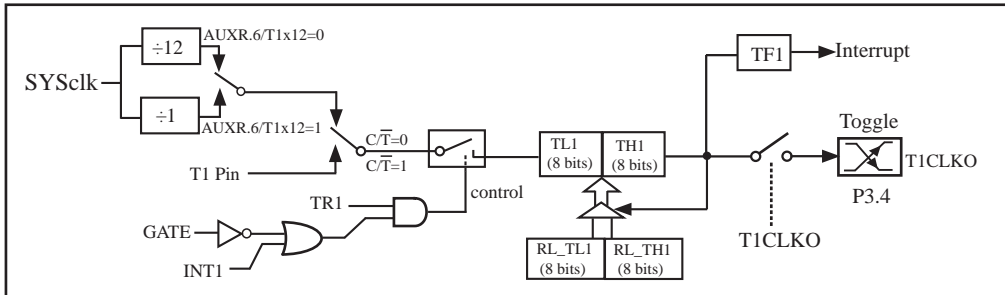 ÷12
AUXR.6/T1x12=0
SYSclk
÷1
AUXR.6/T1x12=1
T1 Pin
C/T̅=0
C/T̅=1
control
TR1
GATE
INT1
TL1
(8 bits)
TH1
(8 bits)
RL_TL1
(8 bits)
RL_TH1
(8 bits)
TF1
Interrupt
Toggle
T1CLKO
P3.4
T1CLKO